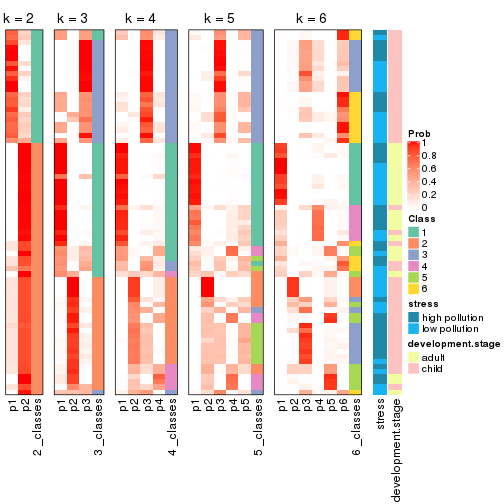 k = 2 k = 3 k = 4 k = 5 k = 6
Prob
1
0.8
0.6
0.4
0.2
0
Class
1
2
3
4
5
6
stress
high pollution
low pollution
development.stage
adult
child
p1 p2 2_classes p1 p2 p3 3_classes p1 p2 p3 p4 4_classes p1 p2 p3 p4 p5 5_classes p1 p2 p3 p4 p5 p6 6_classes stress development.stage